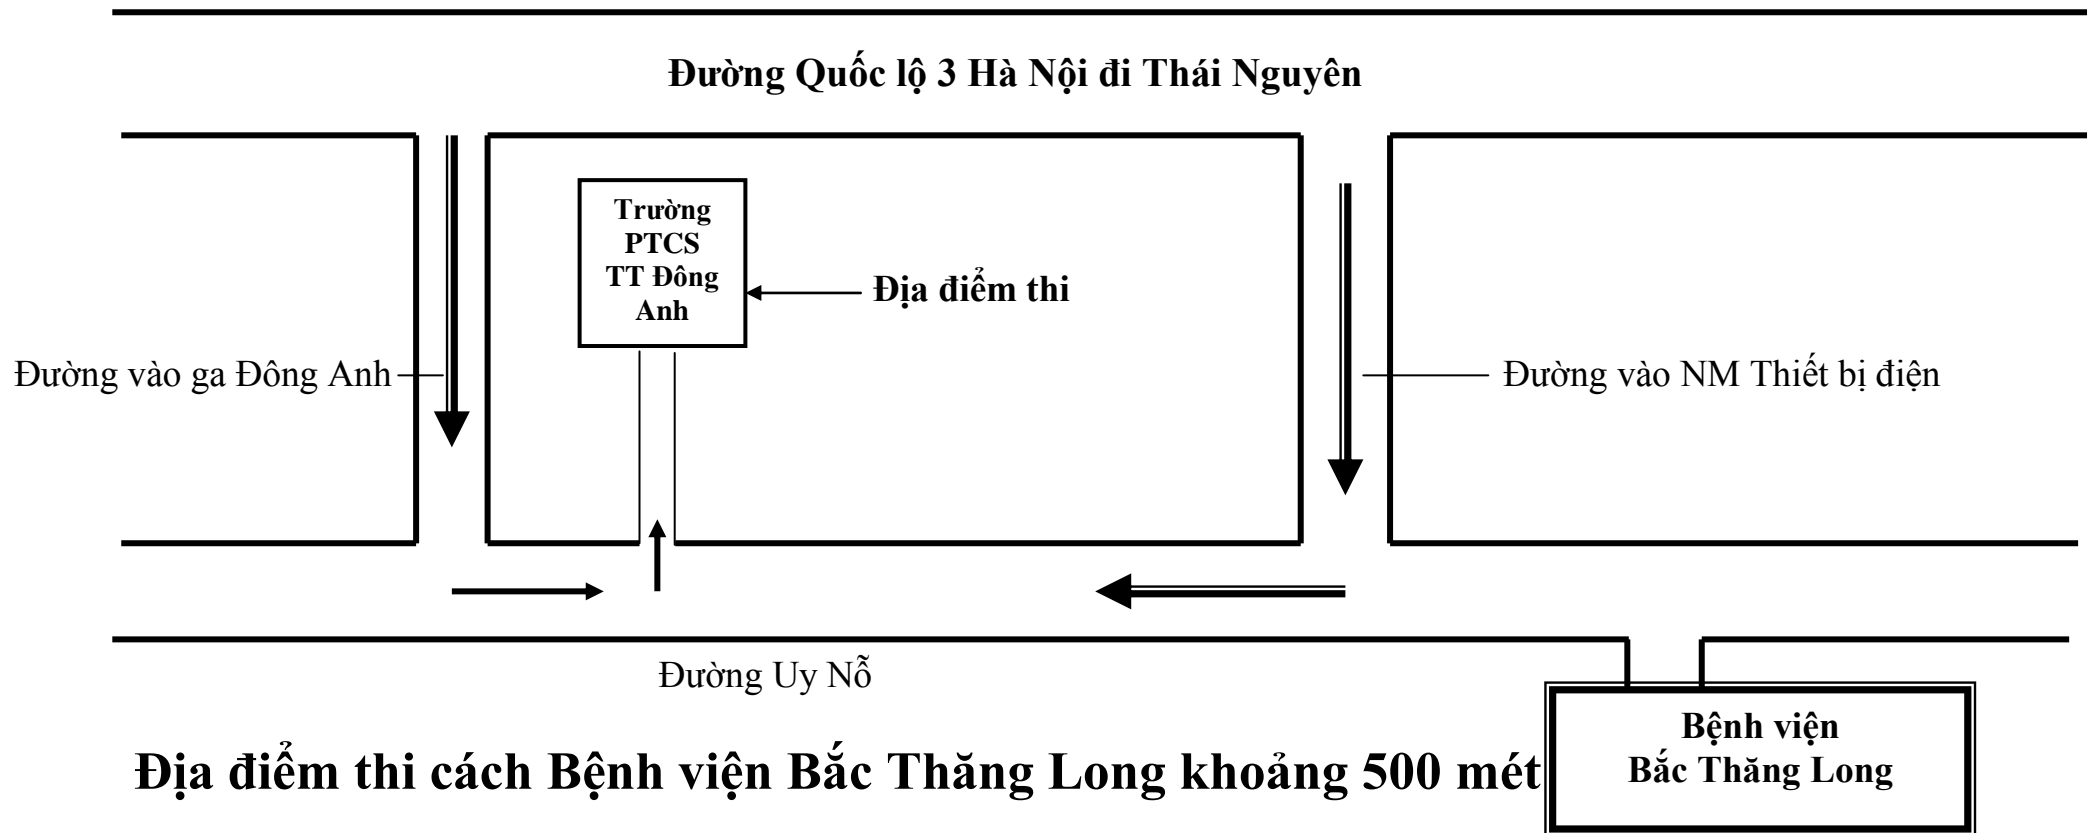 Đường Quốc lộ 3 Hà Nội đi Thái Nguyên
Trường
PTCS
TT Đông
Anh
Địa điểm thi
Đường vào ga Đông Anh
Đường vào NM Thiết bị điện
Đường Uy Nỗ
Địa điểm thi cách Bệnh viện Bắc Thăng Long khoảng 500 mét
Bệnh viện
Bắc Thăng Long